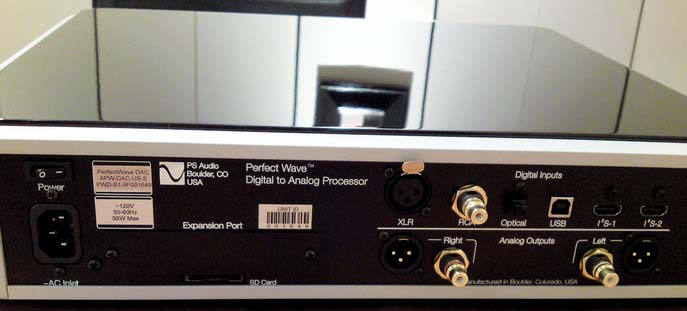 PerfectWave DAC
APW-DAC-US-S
PWD-B1-9F001649
PS Audio
Boulder, CO
USA
Perfect Wave™
Digital to Analog Processor
Power
~120V
50-60Hz
50W Max
Expansion Port
UNIT ID
001649
~AC Inlet
SD Card
Digital Inputs
XLR
RCA
Optical
USB
I²S-1
I²S-2
Right
Analog Outputs
Left
Manufactured in Boulder, Colorado, USA